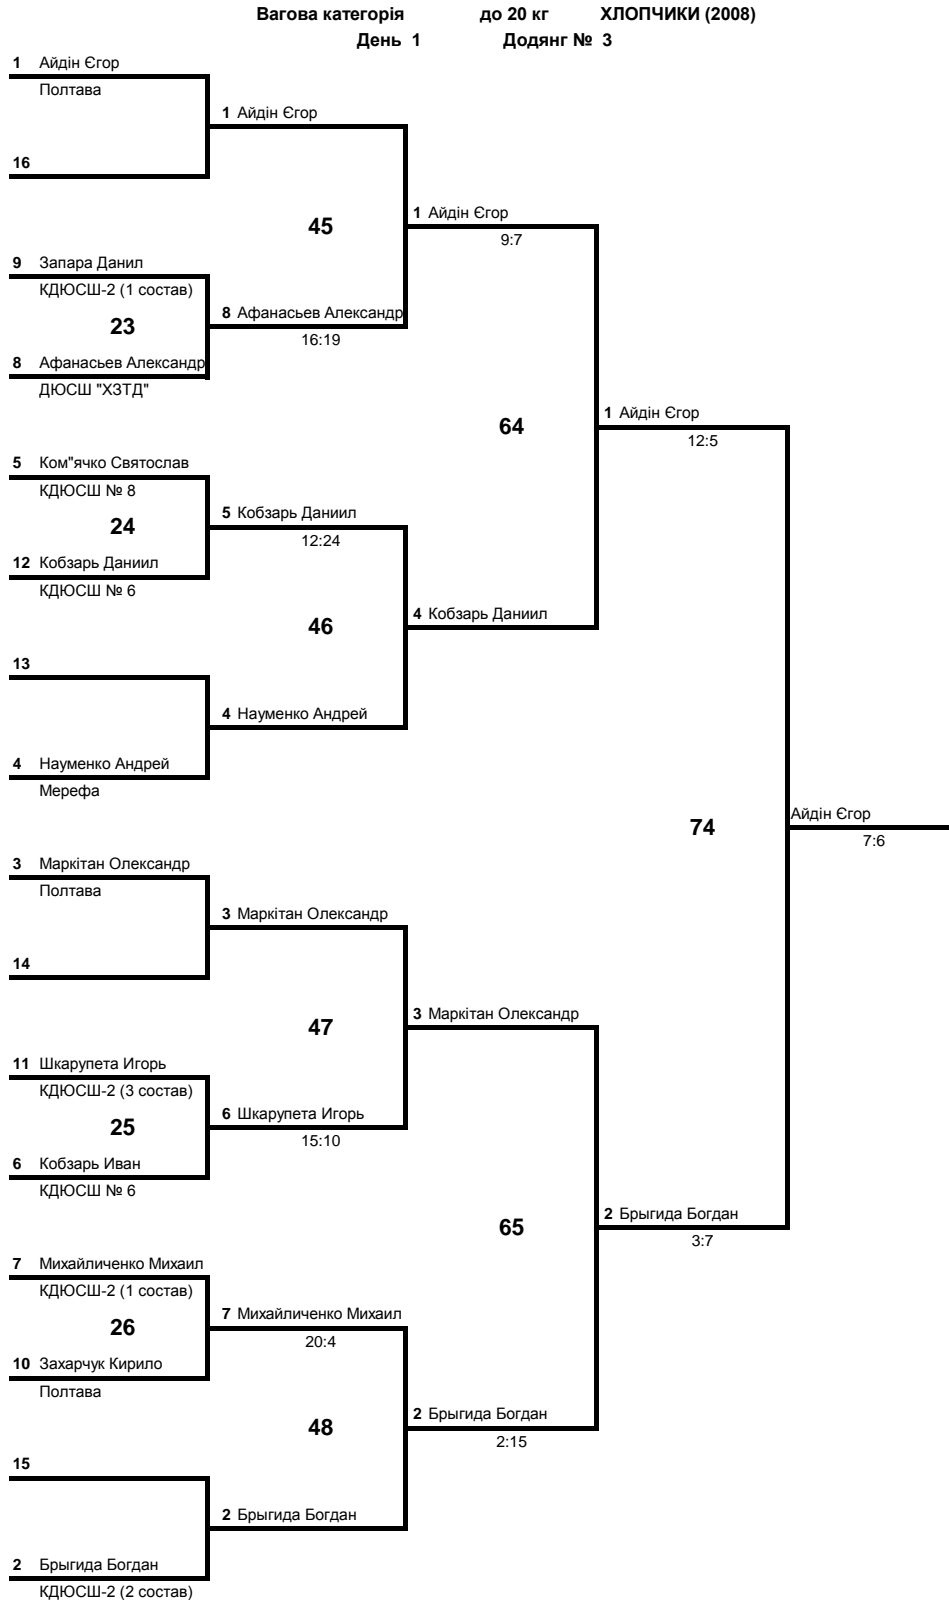 Вагова категорія до 20 кг ХЛОПЧИКИ (2008)
День 1 Додянг № 3
1 Айдін Єгор
Полтава
1 Айдін Єгор
16
45
1 Айдін Єгор
9:7
9 Запара Данил
КДЮСШ-2 (1 состав)
23
8 Афанасьев Александр
16:19
8 Афанасьев Александр
ДЮСШ "ХЗТД"
64
1 Айдін Єгор
12:5
5 Ком"ячко Святослав
КДЮСШ № 8
24
5 Кобзарь Даниил
12:24
12 Кобзарь Даниил
КДЮСШ № 6
46
4 Кобзарь Даниил
13
4 Науменко Андрей
4 Науменко Андрей
Мерефа
74
Айдін Єгор
7:6
3 Маркітан Олександр
Полтава
3 Маркітан Олександр
14
47
3 Маркітан Олександр
11 Шкарупета Игорь
КДЮСШ-2 (3 состав)
25
6 Шкарупета Игорь
15:10
6 Кобзарь Иван
КДЮСШ № 6
65
2 Брыгида Богдан
3:7
7 Михайличенко Михаил
КДЮСШ-2 (1 состав)
26
7 Михайличенко Михаил
20:4
10 Захарчук Кирило
Полтава
48
2 Брыгида Богдан
2:15
15
2 Брыгида Богдан
2 Брыгида Богдан
КДЮСШ-2 (2 состав)